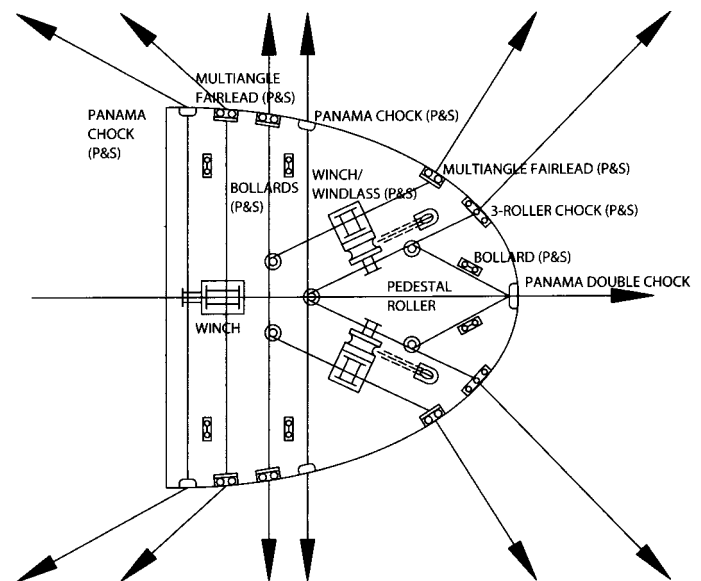 MULTIANGLE
FAIRLEAD (P&S)
PANAMA
CHOCK
(P&S)
PANAMA CHOCK (P&S)
MULTIANGLE FAIRLEAD (P&S)
WINCH/
WINDLASS (P&S)
BOLLARDS
(P&S)
3-ROLLER CHOCK (P&S)
BOLLARD (P&S)
PANAMA DOUBLE CHOCK
PEDESTAL
ROLLER
WINCH